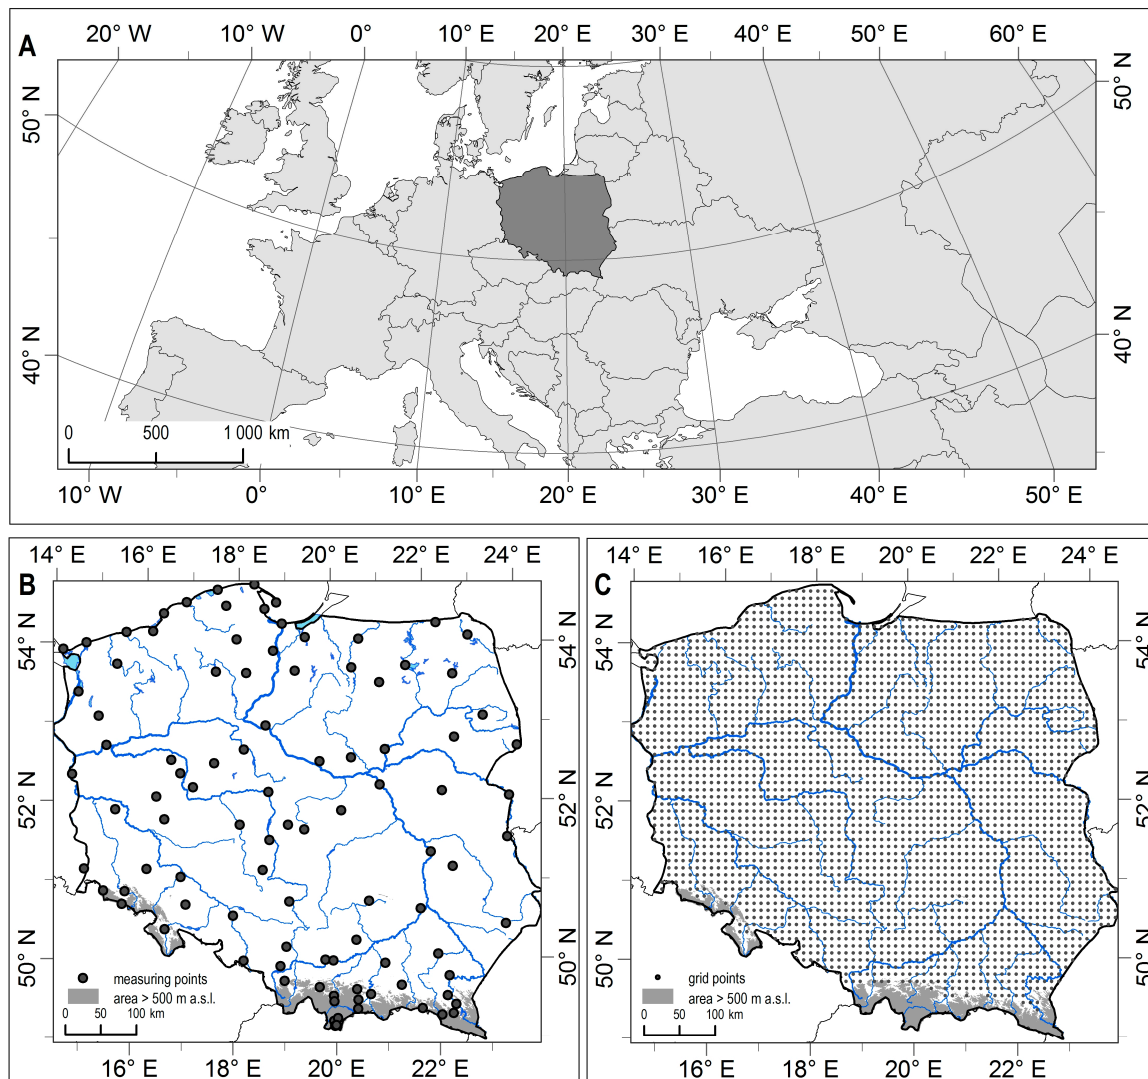 20° W 10° W 0° 10° E 20° E 30° E 40° E 50° E 60° E
A
50° N 50° N
40° N 40° N
0 500 1 000 km
10° W 0° 10° E 20° E 30° E 40° E 50° E
14° E 16° E 18° E 20° E 22° E 24° E
B
54° N 54° N
52° N 52° N
50° N 50° N
measuring points
area > 500 m a.s.l.
0 50 100 km
16° E 18° E 20° E 22° E
14° E 16° E 18° E 20° E 22° E 24° E
C
54° N 54° N
52° N 52° N
50° N 50° N
grid points
area > 500 m a.s.l.
0 50 100 km
16° E 18° E 20° E 22° E